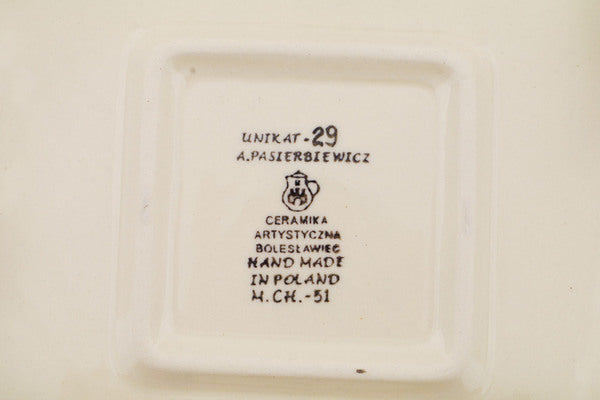 UNIKAT-29
A.PASIERBIEWICZ
CERAMIKA
ARTYSTYCZNA
BOLESŁAWIEC
HAND MADE
IN POLAND
M.CH.-51